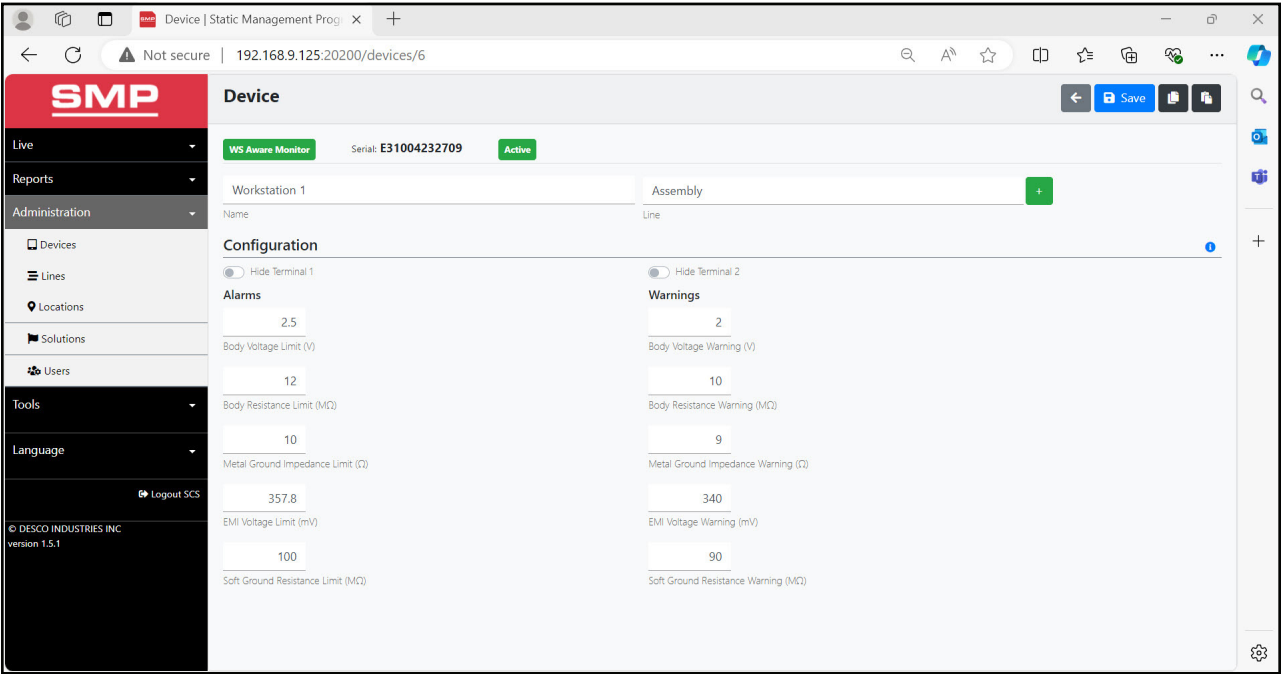 SMP Device | Static Management Prog
Not secure | 192.168.9.125:20200/devices/6
SMP
Live
Reports
Administration
Devices
Lines
Locations
Solutions
Users
Tools
Language
Logout SCS
© DESCO INDUSTRIES INC
version 1.5.1
Device
Save
WS Aware Monitor Serial: E31004232709 Active
Workstation 1 Assembly +
Name Line
Configuration
Hide Terminal 1 Hide Terminal 2
Alarms Warnings
2.5 2
Body Voltage Limit (V) Body Voltage Warning (V)
12 10
Body Resistance Limit (MΩ) Body Resistance Warning (MΩ)
10 9
Metal Ground Impedance Limit (Ω) Metal Ground Impedance Warning (Ω)
357.8 340
EMI Voltage Limit (mV) EMI Voltage Warning (mV)
100 90
Soft Ground Resistance Limit (MΩ) Soft Ground Resistance Warning (MΩ)